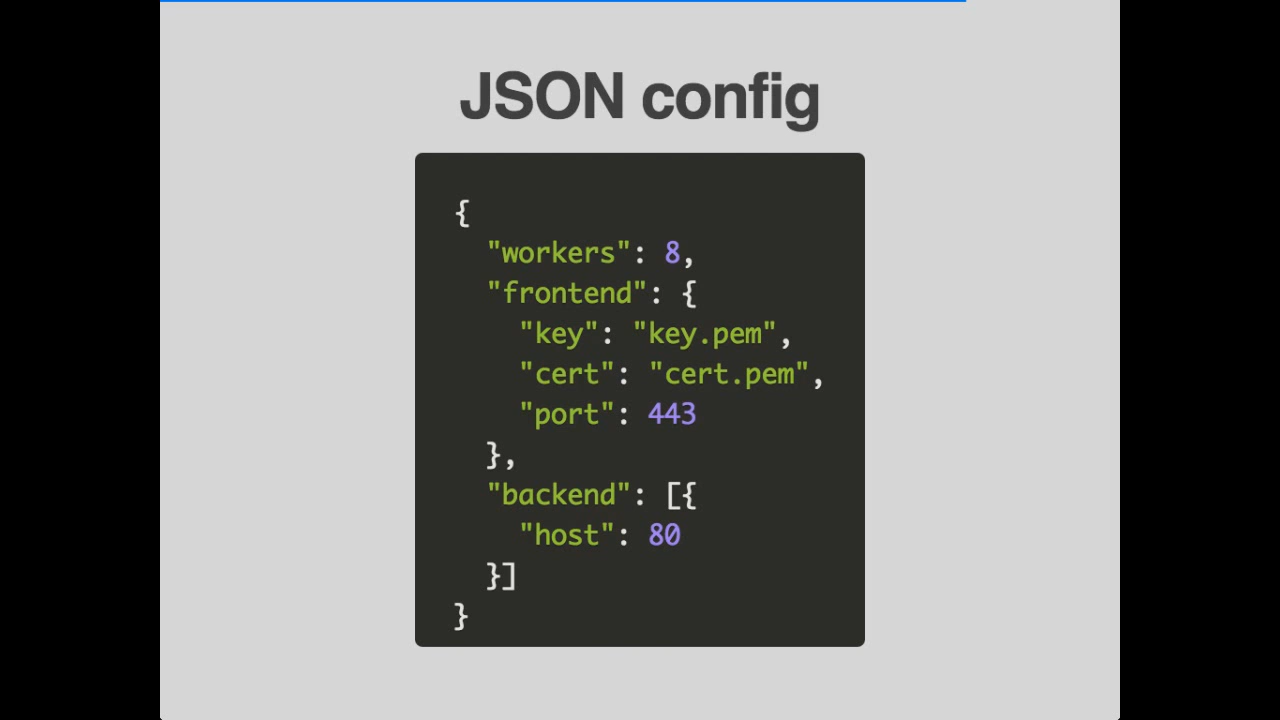 JSON config
{
  "workers": 8,
  "frontend": {
    "key": "key.pem",
    "cert": "cert.pem",
    "port": 443
  },
  "backend": [{
    "host": 80
  }]
}